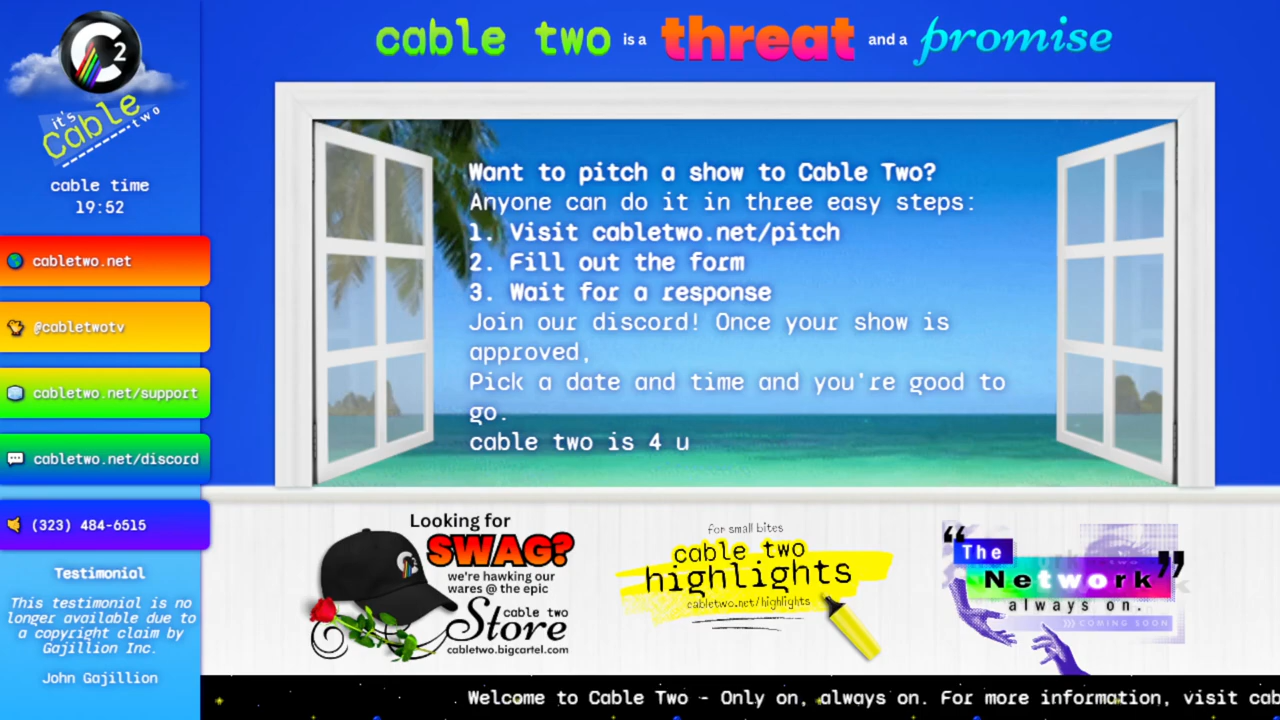 C2
it's
cable
two
cable time
19:52
cabletwo.net
@cabletwotv
cabletwo.net/support
cabletwo.net/discord
(323) 484-6515
Testimonial
This testimonial is no
longer available due to
a copyright claim by
Gajillion Inc.
John Gajillion
cable two is a threat and a promise
Want to pitch a show to Cable Two?
Anyone can do it in three easy steps:
1. Visit cabletwo.net/pitch
2. Fill out the form
3. Wait for a response
Join our discord! Once your show is
approved,
Pick a date and time and you're good to
go.
cable two is 4 u
Looking for
SWAG?
we're hawking our
wares @ the epic
cable two
Store
cabletwo.bigcartel.com
for small bites
cable two
highlights
cabletwo.net/highlights
“The
Network”
always on.
))) COMING SOON
Welcome to Cable Two - Only on, always on. For more information, visit cab